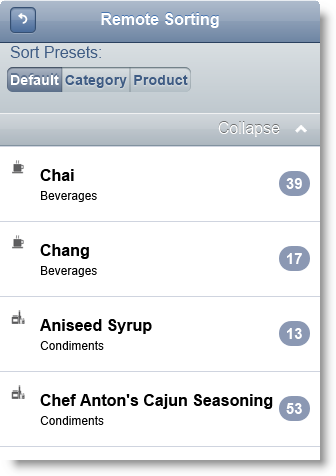 Remote Sorting
Sort Presets:
Default Category Product
Collapse
Chai
Beverages
39
Chang
Beverages
17
Aniseed Syrup
Condiments
13
Chef Anton's Cajun Seasoning
Condiments
53